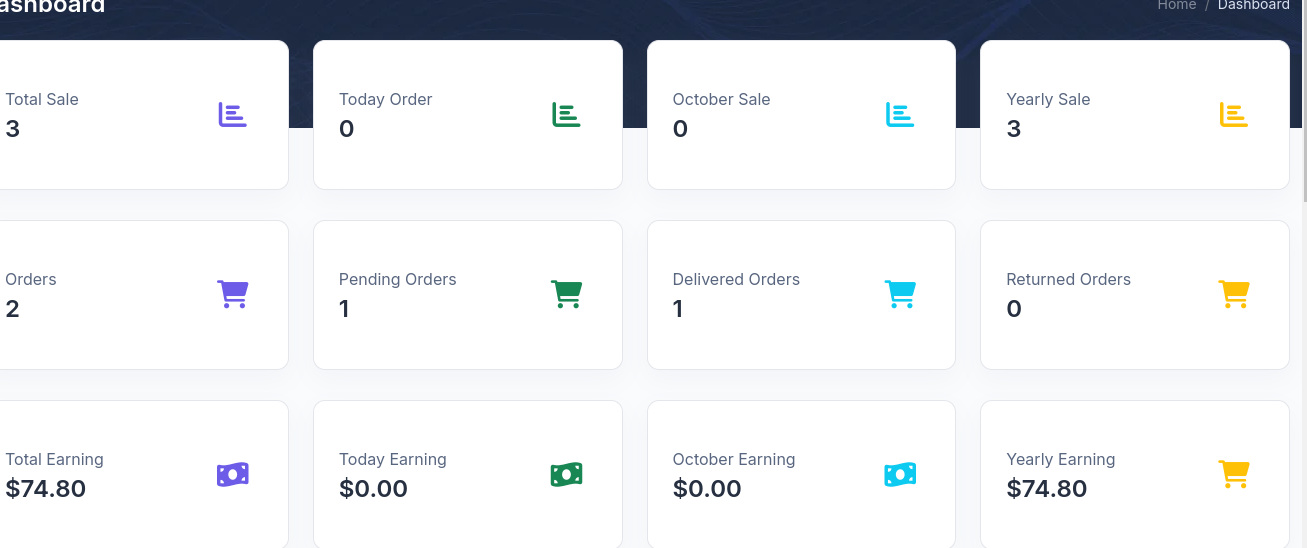 ashboard
Home / Dashboard
Total Sale
3
Today Order
0
October Sale
0
Yearly Sale
3
Orders
2
Pending Orders
1
Delivered Orders
1
Returned Orders
0
Total Earning
$74.80
Today Earning
$0.00
October Earning
$0.00
Yearly Earning
$74.80